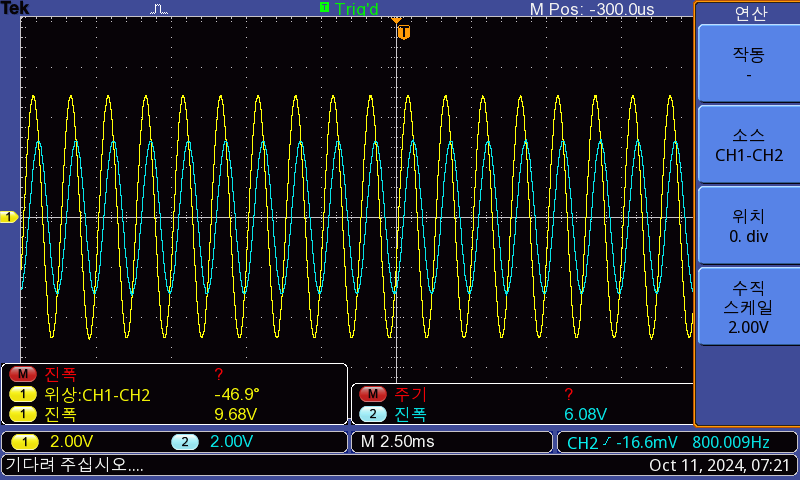 Tek T Trig'd M Pos: -300.0us 연산
T
작동
-
소스
CH1-CH2
1
위치
0. div
수직
스케일
2.00V
M 진폭 ?
1 위상:CH1-CH2 -46.9°
1 진폭 9.68V
M 주기 ?
2 진폭 6.08V
1 2.00V 2 2.00V M 2.50ms CH2 -16.6mV 800.009Hz
기다려 주십시오.... Oct 11, 2024, 07:21